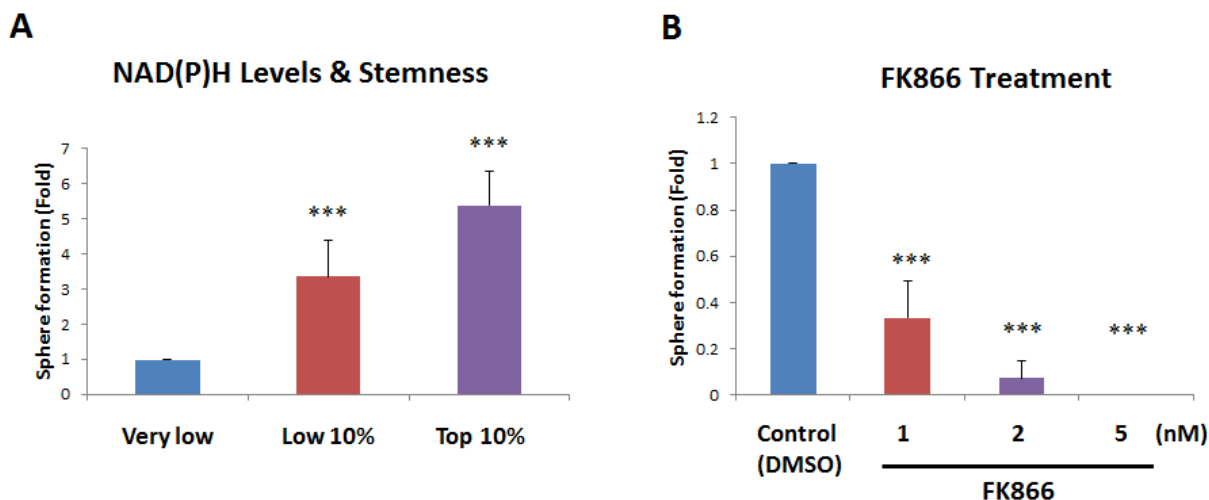 A
NAD(P)H Levels & Stemness
Sphere formation (Fold)
7
6
5
4
3
2
1
0
***
***
Very low
Low 10%
Top 10%
B
FK866 Treatment
Sphere formation (Fold)
1.2
1
0.8
0.6
0.4
0.2
0
***
***
***
Control
(DMSO)
1
2
5
(nM)
FK866